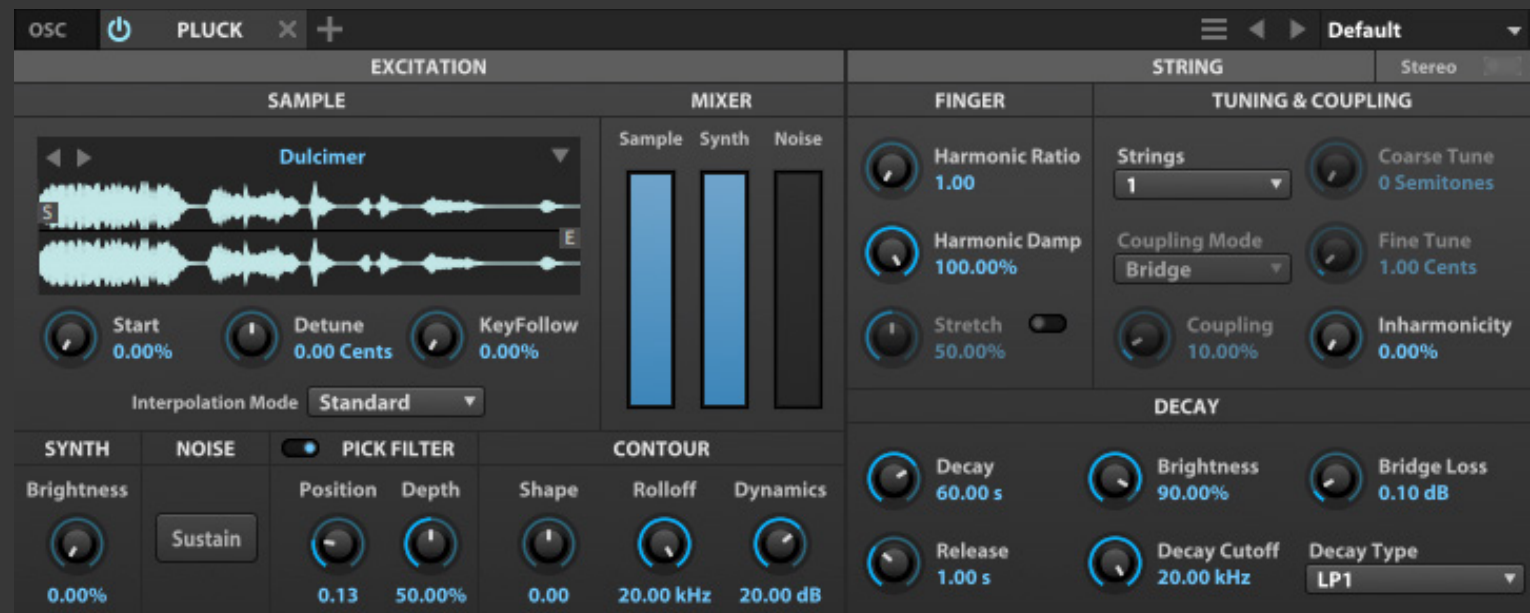 OSC PLUCK Default
EXCITATION
STRING Stereo
SAMPLE
MIXER
FINGER
TUNING & COUPLING
Dulcimer
S
E
Start
0.00%
Detune
0.00 Cents
KeyFollow
0.00%
Interpolation Mode Standard
Sample Synth Noise
Harmonic Ratio
1.00
Harmonic Damp
100.00%
Stretch
50.00%
Strings
1
Coarse Tune
0 Semitones
Coupling Mode
Bridge
Fine Tune
1.00 Cents
Coupling
10.00%
Inharmonicity
0.00%
SYNTH
Brightness
0.00%
NOISE
Sustain
PICK FILTER
Position Depth
0.13 50.00%
CONTOUR
Shape Rolloff Dynamics
0.00 20.00 kHz 20.00 dB
DECAY
Decay
60.00 s
Brightness
90.00%
Bridge Loss
0.10 dB
Release
1.00 s
Decay Cutoff
20.00 kHz
Decay Type
LP1